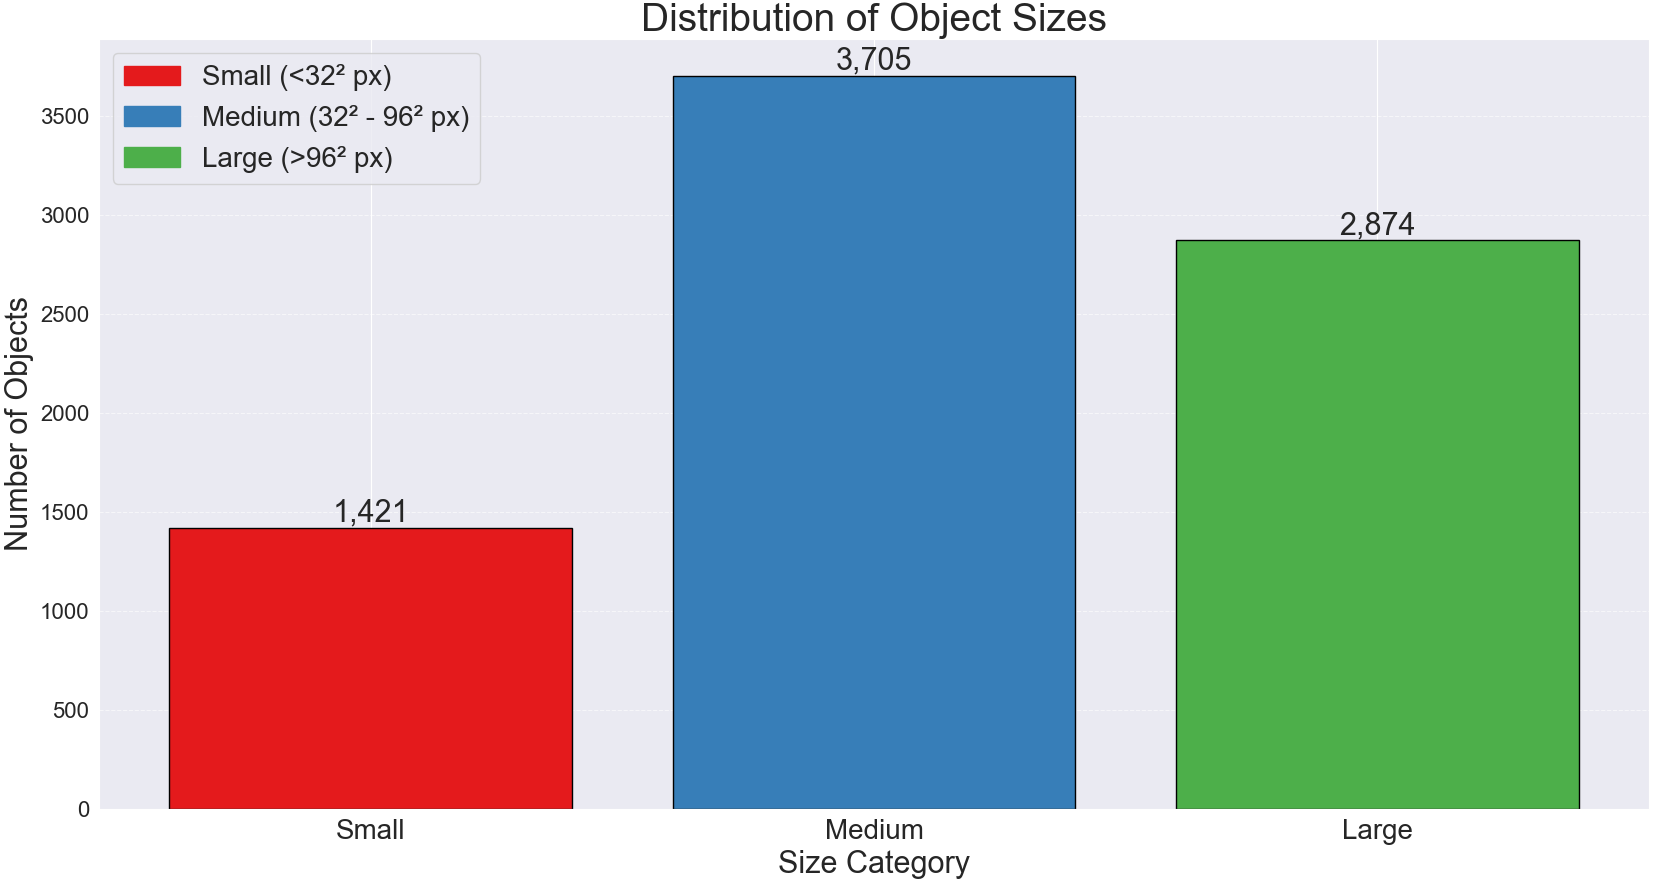 Distribution of Object Sizes
Small (<32² px)
Medium (32² - 96² px)
Large (>96² px)
3,705
2,874
1,421
Number of Objects
3500
3000
2500
2000
1500
1000
500
0
Small
Medium
Large
Size Category